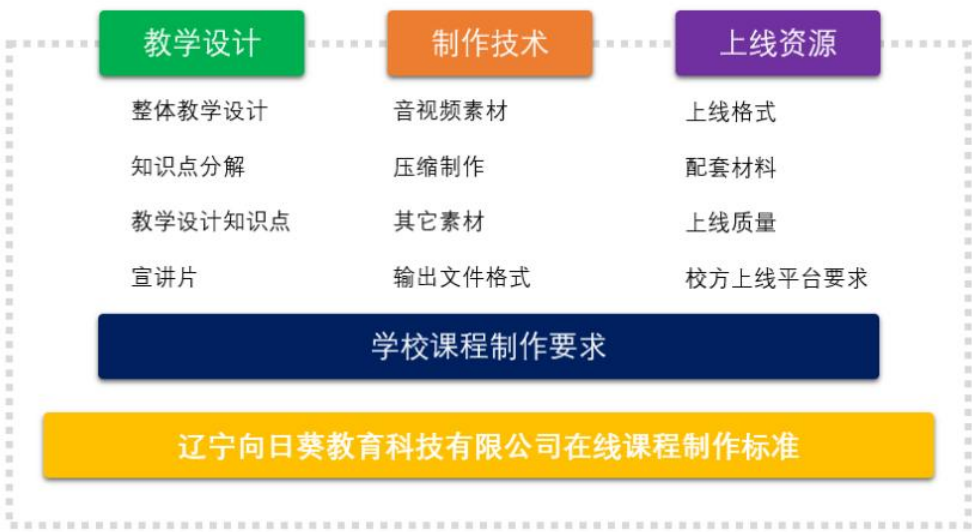 教学设计
制作技术
上线资源
整体教学设计
音视频素材
上线格式
知识点分解
压缩制作
配套材料
教学设计知识点
其它素材
上线质量
宣讲片
输出文件格式
校方上线平台要求
学校课程制作要求
辽宁向日葵教育科技有限公司在线课程制作标准